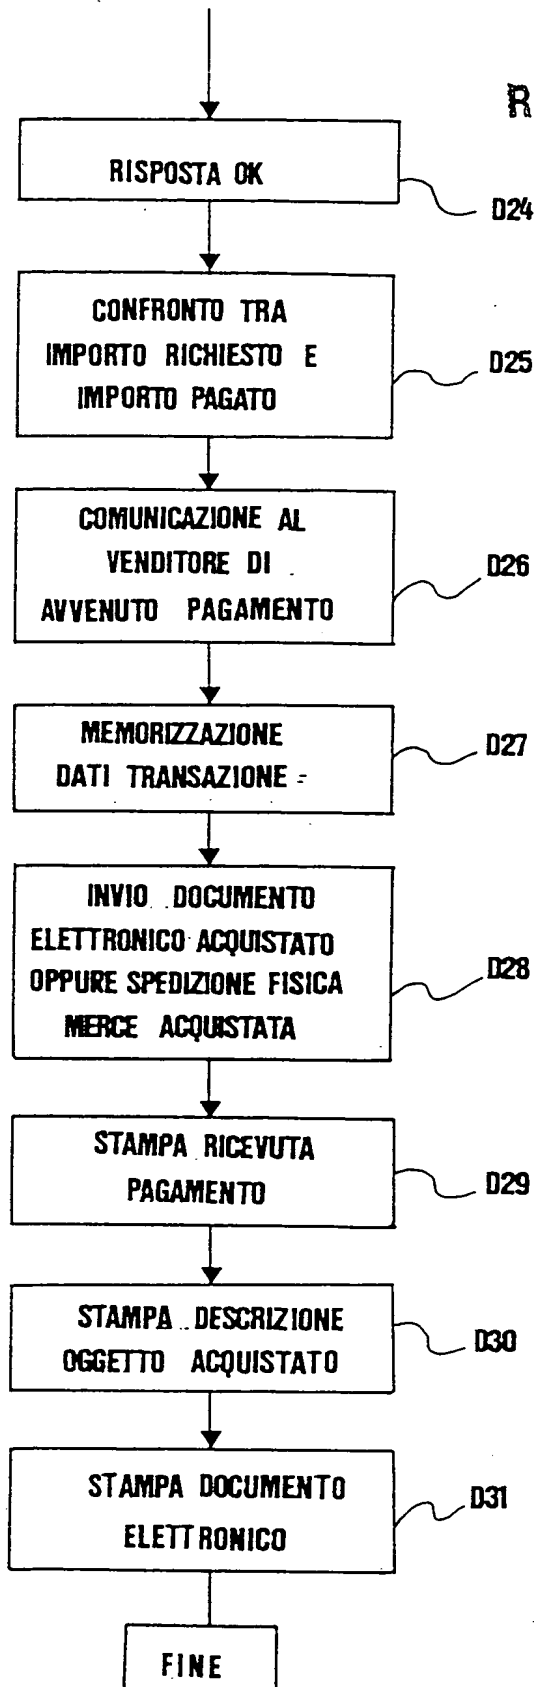 R
RISPOSTA OK
D24
CONFRONTO TRA
IMPORTO RICHIESTO E
IMPORTO PAGATO
D25
COMUNICAZIONE AL
VENDITORE DI
AVVENUTO PAGAMENTO
D26
MEMORIZZAZIONE
DATI TRANSAZIONE
D27
INVIO DOCUMENTO
ELETTRONICO ACQUISTATO
OPPURE SPEDIZIONE FISICA
MERCE ACQUISTATA
D28
STAMPA RICEVUTA
PAGAMENTO
D29
STAMPA DESCRIZIONE
OGGETTO ACQUISTATO
D30
STAMPA DOCUMENTO
ELETTRONICO
D31
FINE